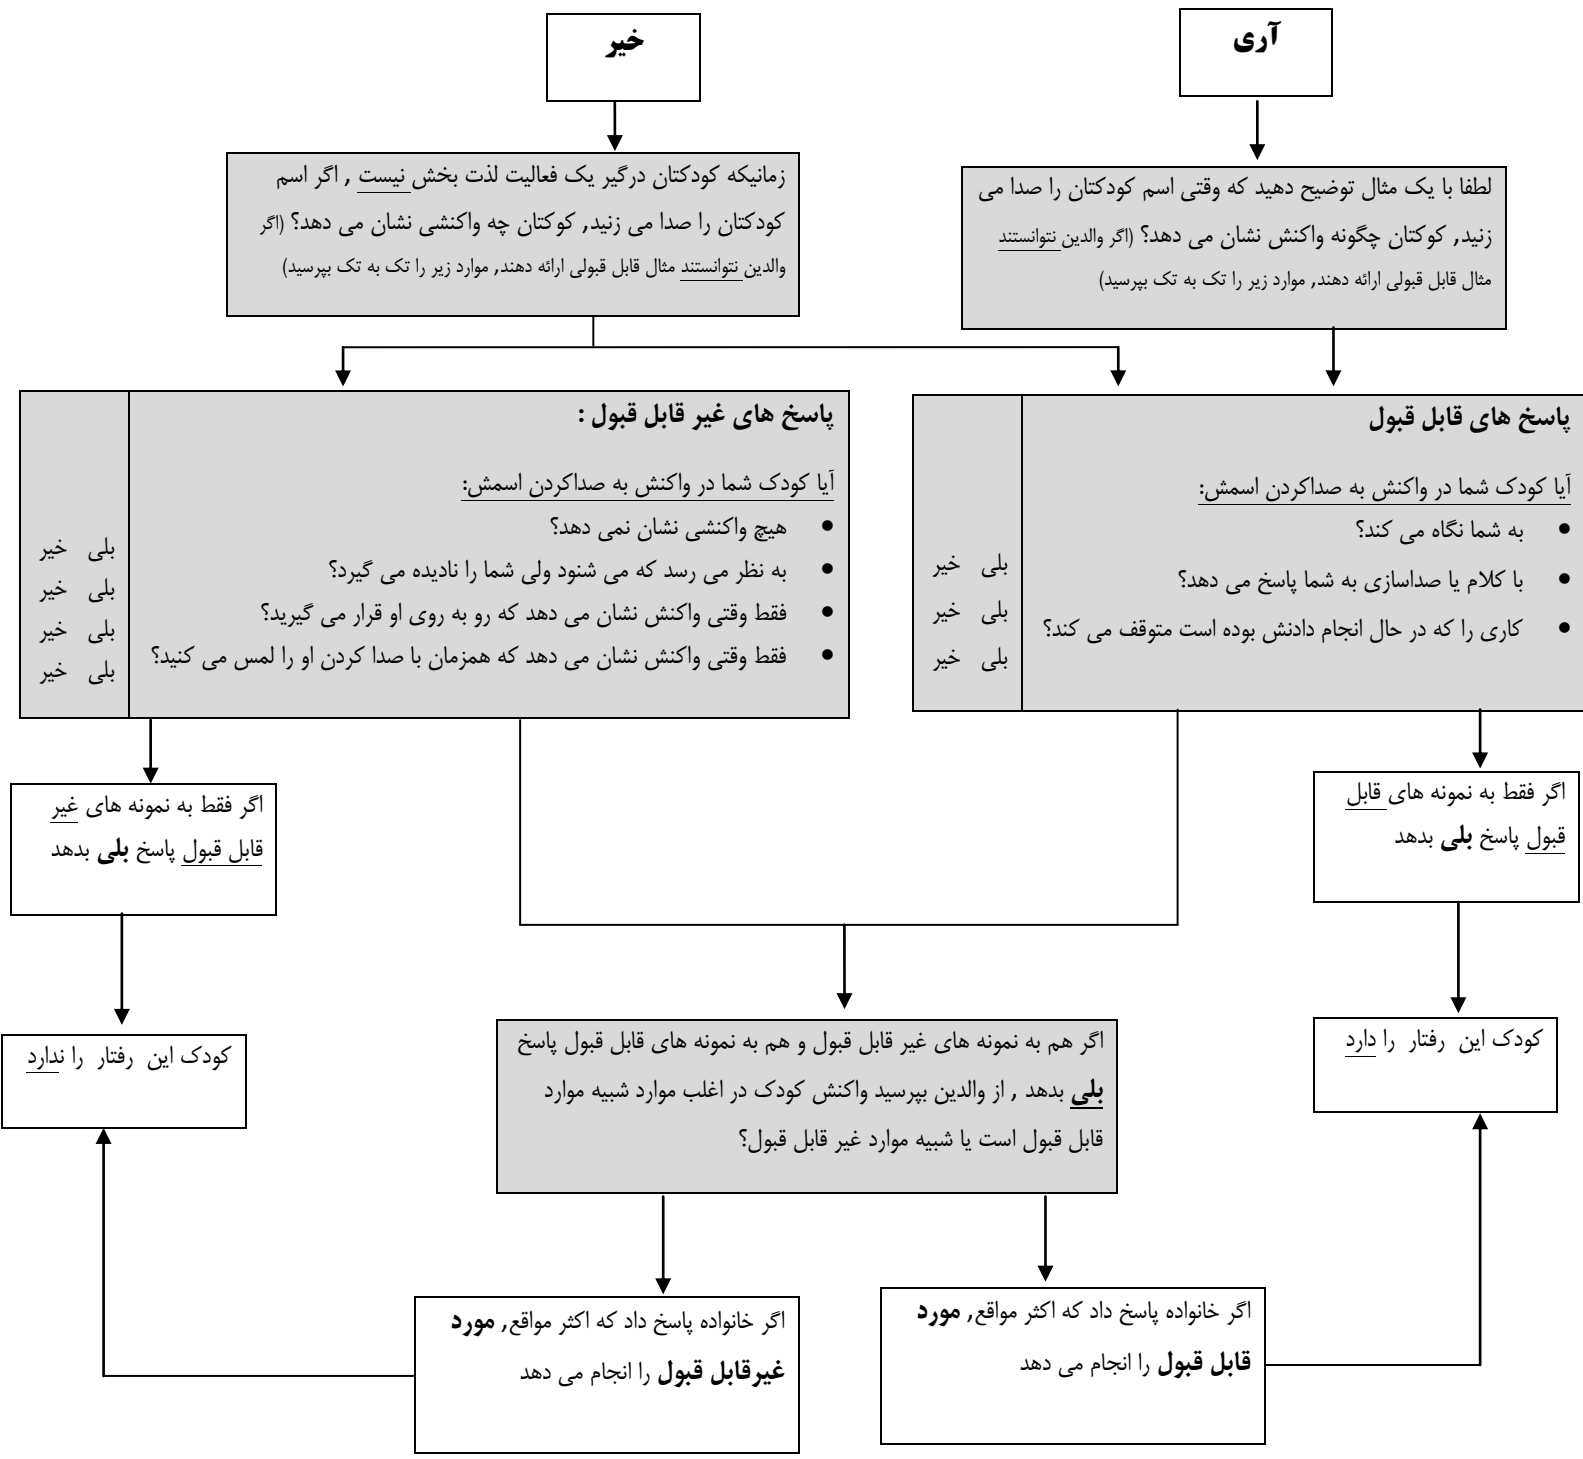 آری
خیر
لطفا با یک مثال توضیح دهید که وقتی اسم کودکتان را صدا می
زنید, کوکتان چگونه واکنش نشان می دهد؟ (اگر والدین نتوانستند
مثال قابل قبولی ارائه دهند, موارد زیر را تک به تک بپرسید)
زمانیکه کودکتان درگیر یک فعالیت لذت بخش نیست , اگر اسم
کودکتان را صدا می زنید, کوکتان چه واکنشی نشان می دهد؟ (اگر
والدین نتوانستند مثال قابل قبولی ارائه دهند, موارد زیر را تک به تک بپرسید)
پاسخ های قابل قبول
آیا کودک شما در واکنش به صداکردن اسمش:
• به شما نگاه می کند؟
• با کلام یا صداسازی به شما پاسخ می دهد؟
• کاری را که در حال انجام دادنش بوده است متوقف می کند؟
بلی خیر
بلی خیر
بلی خیر
پاسخ های غیر قابل قبول :
آیا کودک شما در واکنش به صداکردن اسمش:
• هیچ واکنشی نشان نمی دهد؟
• به نظر می رسد که می شنود ولی شما را نادیده می گیرد؟
• فقط وقتی واکنش نشان می دهد که رو به روی او قرار می گیرید؟
• فقط وقتی واکنش نشان می دهد که همزمان با صدا کردن او را لمس می کنید؟
بلی خیر
بلی خیر
بلی خیر
بلی خیر
اگر فقط به نمونه های قابل
قبول پاسخ بلی بدهد
اگر فقط به نمونه های غیر
قابل قبول پاسخ بلی بدهد
کودک این رفتار را دارد
اگر هم به نمونه های غیر قابل قبول و هم به نمونه های قابل قبول پاسخ
بلی بدهد , از والدین بپرسید واکنش کودک در اغلب موارد شبیه موارد
قابل قبول است یا شبیه موارد غیر قابل قبول؟
کودک این رفتار را ندارد
اگر خانواده پاسخ داد که اکثر مواقع, مورد
قابل قبول را انجام می دهد
اگر خانواده پاسخ داد که اکثر مواقع, مورد
غیرقابل قبول را انجام می دهد